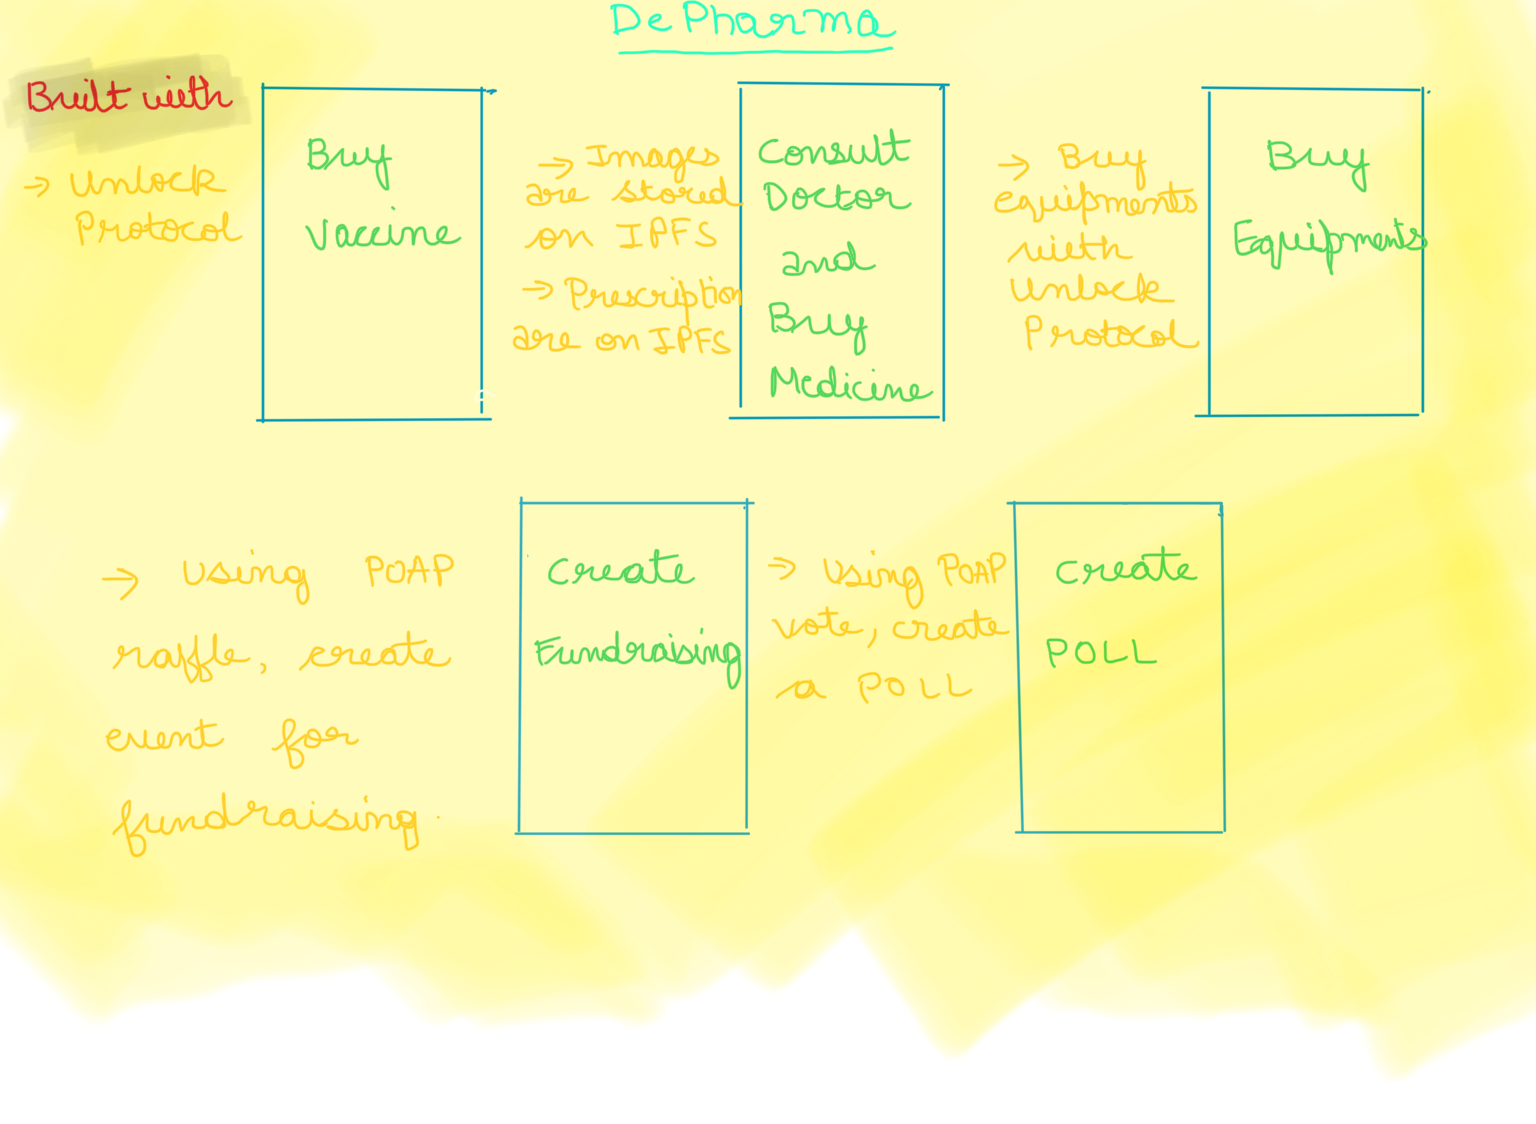 DePharma
Built with
→ Unlock
Protocol
Buy
Vaccine
→ Images
are stored
on IPFS
→ Prescription
are on IPFS
Consult
Doctor
and
Buy
Medicine
→ Buy
equipments
with
Unlock
Protocol
Buy
Equipments
→ Using POAP
raffle, create
event for
fundraising.
Create
Fundraising
→ Using POAP
vote, create
a POLL
Create
POLL